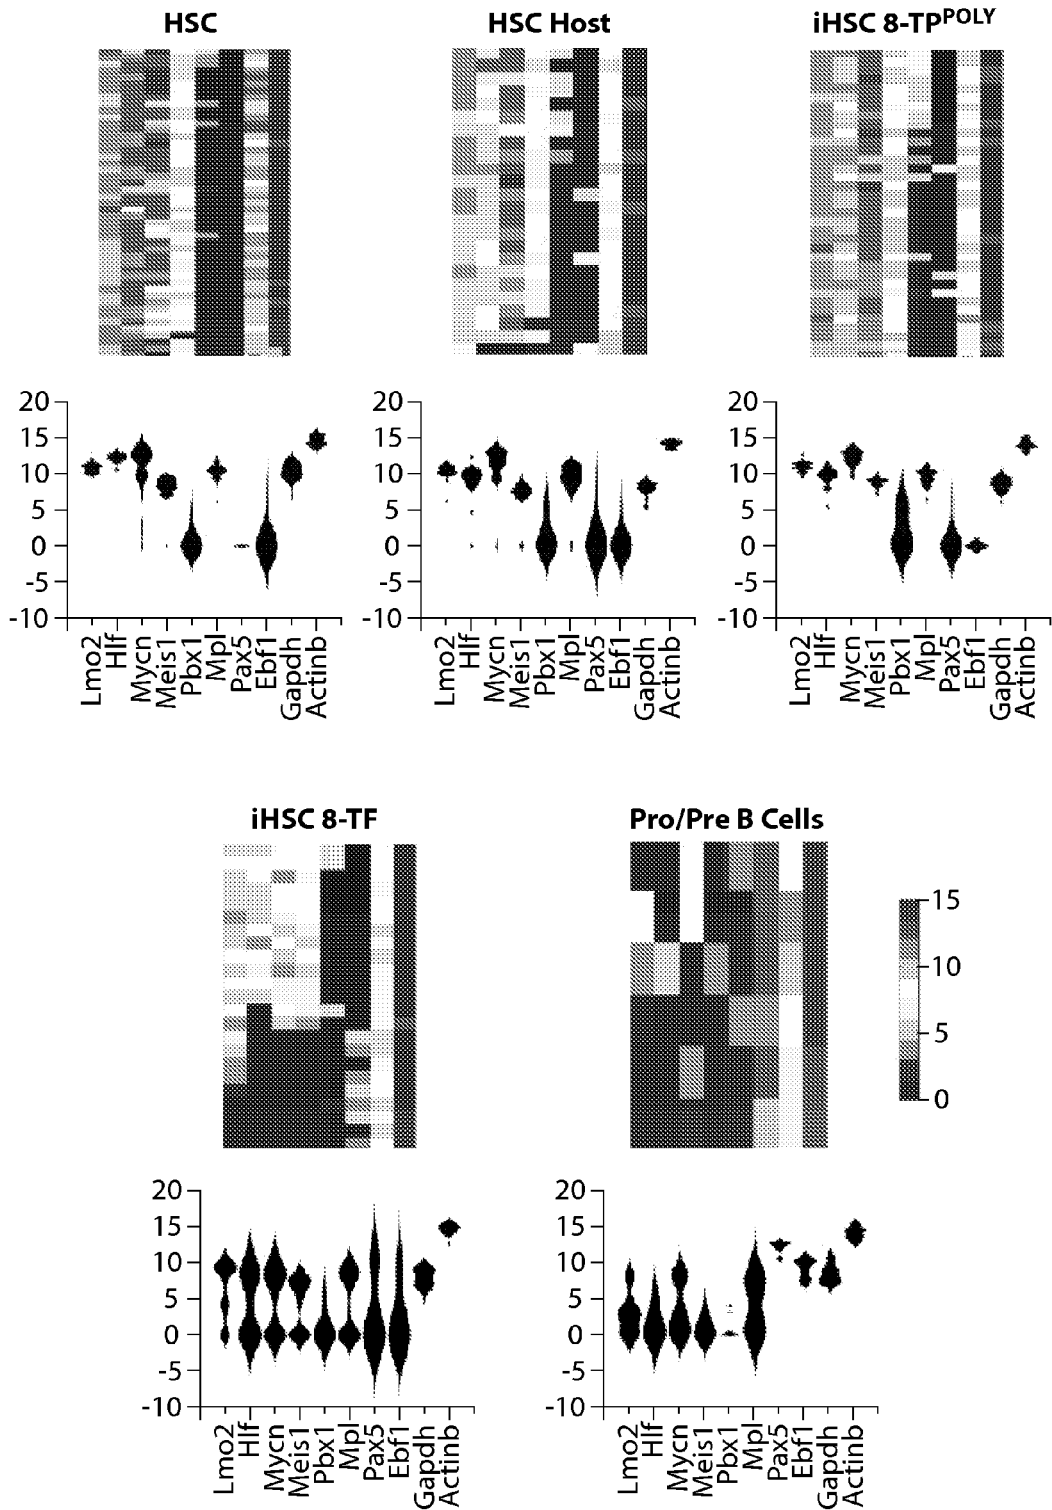 HSC
HSC Host
iHSC 8-TPPOLY
20
15
10
5
0
-5
-10
Lmo2
Hlf
Mycn
Meis1
Pbx1
Mpl
Pax5
Ebf1
Gapdh
Actinb
20
15
10
5
0
-5
-10
Lmo2
Hlf
Mycn
Meis1
Pbx1
Mpl
Pax5
Ebf1
Gapdh
Actinb
20
15
10
5
0
-5
-10
Lmo2
Hlf
Mycn
Meis1
Pbx1
Mpl
Pax5
Ebf1
Gapdh
Actinb
iHSC 8-TF
Pro/Pre B Cells
15
10
5
0
20
15
10
5
0
-5
-10
Lmo2
Hlf
Mycn
Meis1
Pbx1
Mpl
Pax5
Ebf1
Gapdh
Actinb
20
15
10
5
0
-5
-10
Lmo2
Hlf
Mycn
Meis1
Pbx1
Mpl
Pax5
Ebf1
Gapdh
Actinb